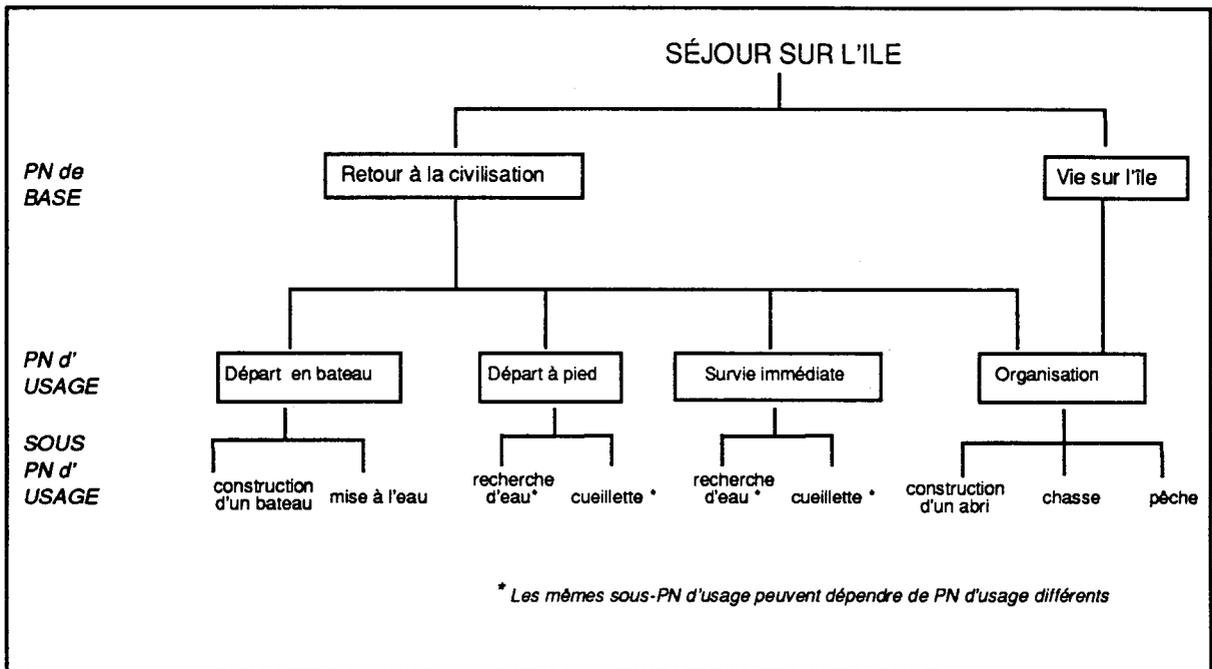 SÉJOUR SUR L'ILE
PN de
BASE
Retour à la civilisation
Vie sur l'île
PN d'
USAGE
Départ en bateau
Départ à pied
Survie immédiate
Organisation
SOUS
PN d'
USAGE
construction
d'un bateau
mise à l'eau
recherche
d'eau*
cueillette *
recherche
d'eau *
cueillette *
construction
d'un abri
chasse
pêche
* Les mêmes sous-PN d'usage peuvent dépendre de PN d'usage différents